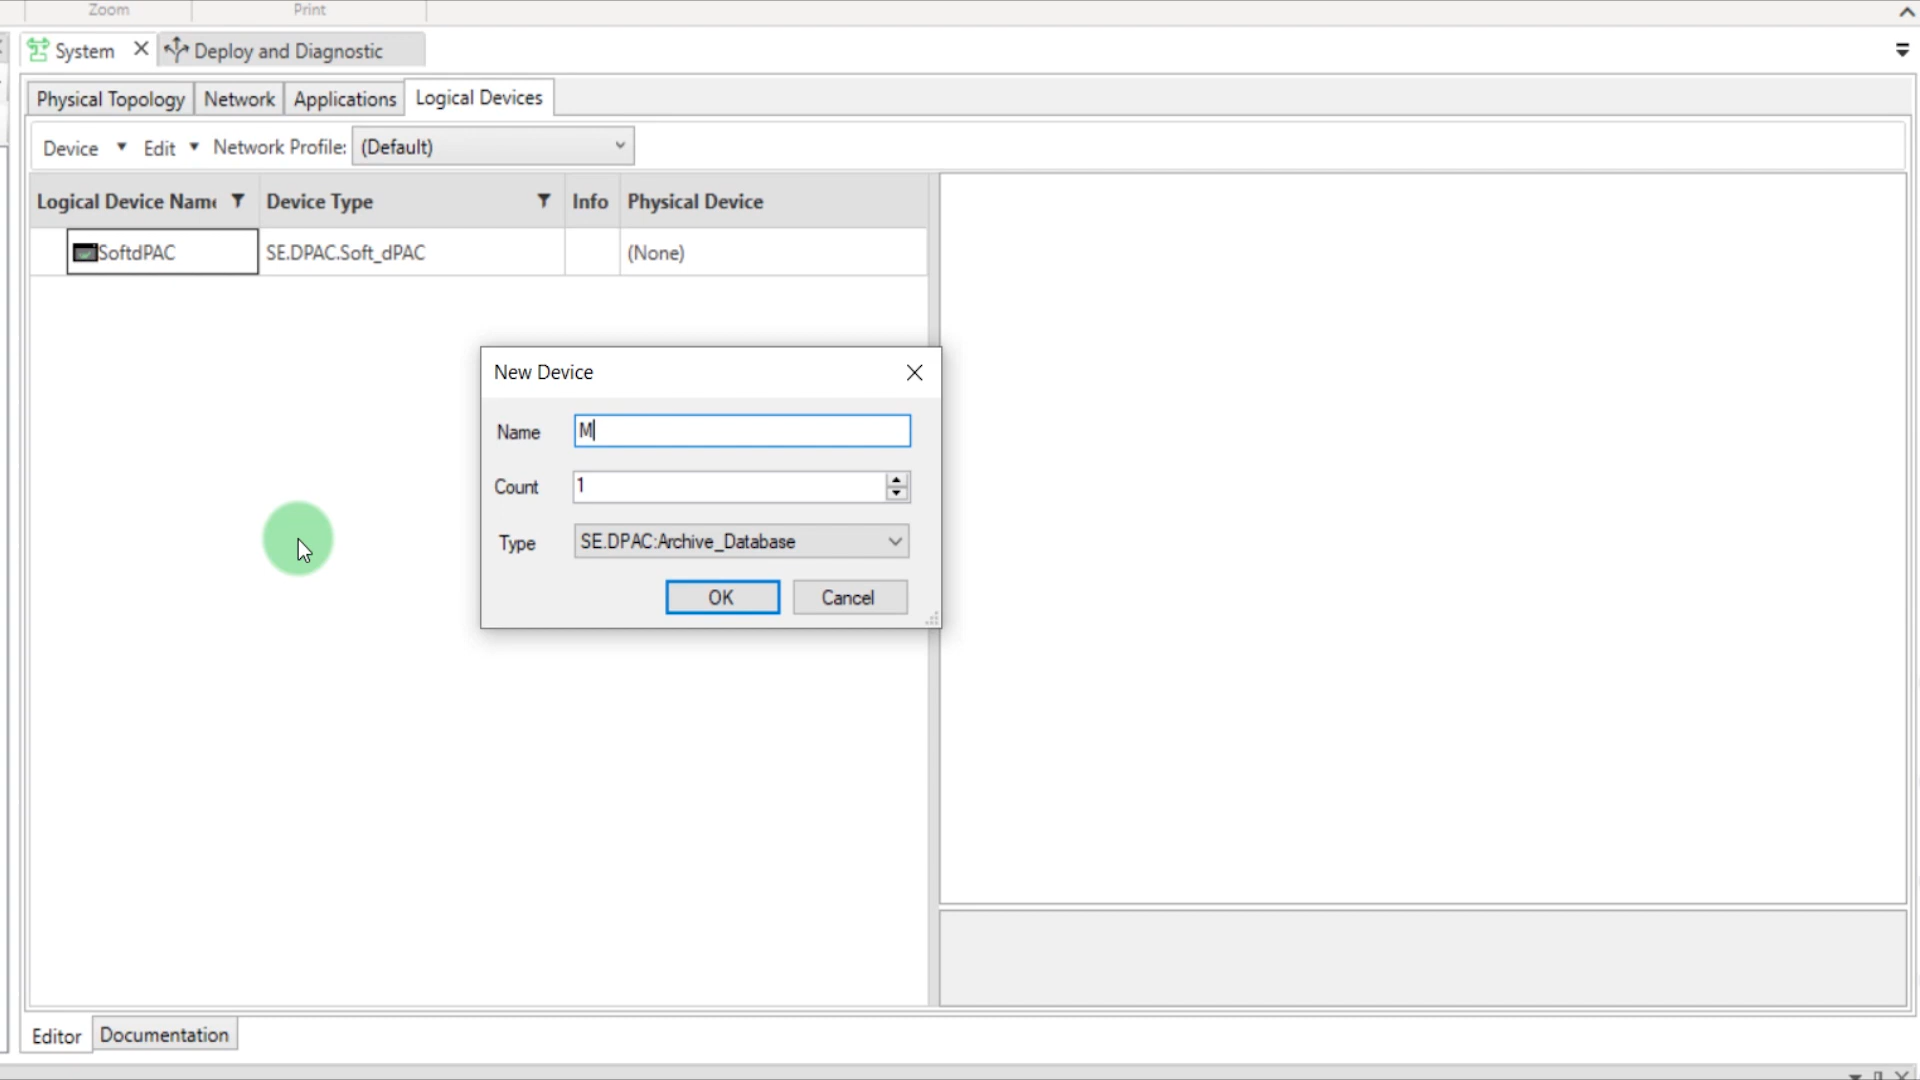 Zoom
Print
System
Deploy and Diagnostic
Physical Topology
Network
Applications
Logical Devices
Device
Edit
Network Profile:
(Default)
Logical Device Name
Device Type
Info
Physical Device
SoftdPAC
SE.DPAC.Soft_dPAC
(None)
New Device
Name
M
Count
1
Type
SE.DPAC:Archive_Database
OK
Cancel
Editor
Documentation